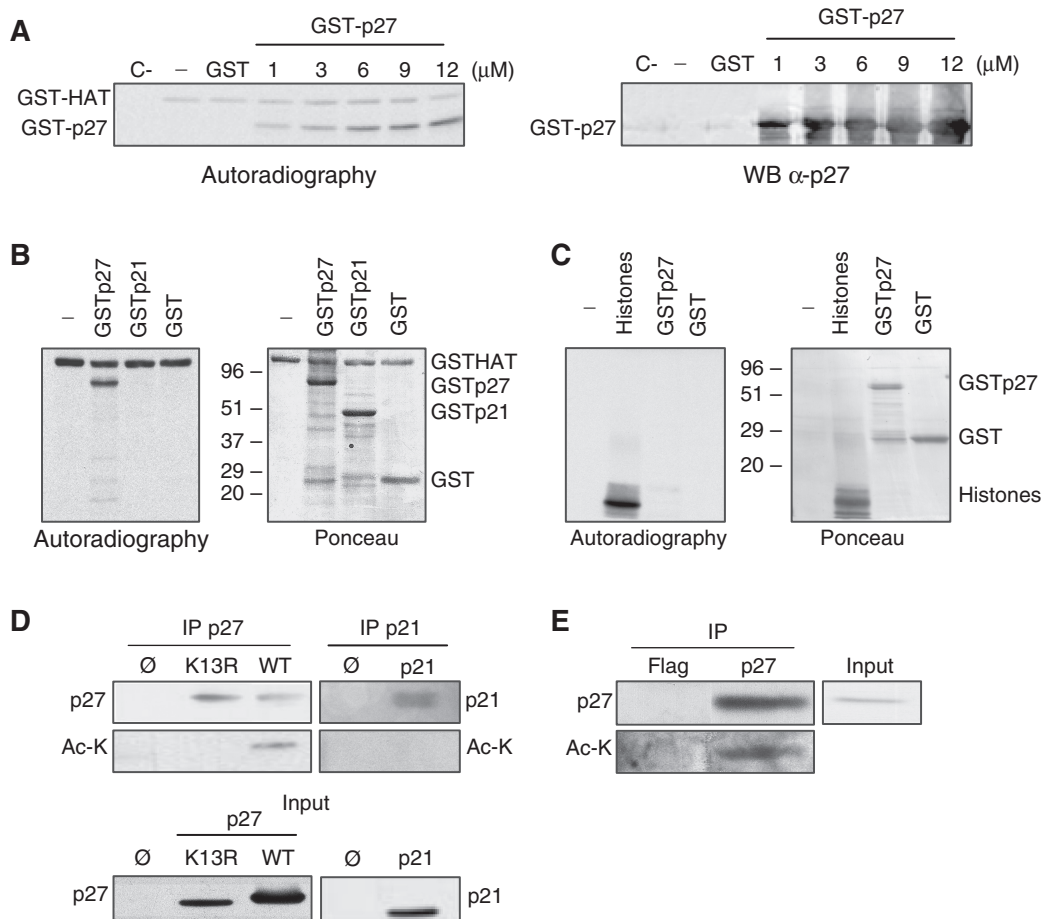 A
GST-p27
C- – GST 1 3 6 9 12 (μM)
GST-HAT
GST-p27
Autoradiography
GST-p27
C- – GST 1 3 6 9 12 (μM)
GST-p27
WB α-p27
B
– GSTp27 GSTp21 GST
Autoradiography
– GSTp27 GSTp21 GST
96 –
51 –
37 –
29 –
20 –
GSTHAT
GSTp27
GSTp21
GST
Ponceau
C
– Histones GSTp27 GST
Autoradiography
– Histones GSTp27 GST
96 –
51 –
29 –
20 –
GSTp27
GST
Histones
Ponceau
D
IP p27 IP p21
Ø K13R WT Ø p21
p27 p21
Ac-K Ac-K
Input
p27
Ø K13R WT Ø p21
p27 p21
E
IP
Flag p27 Input
p27
Ac-K